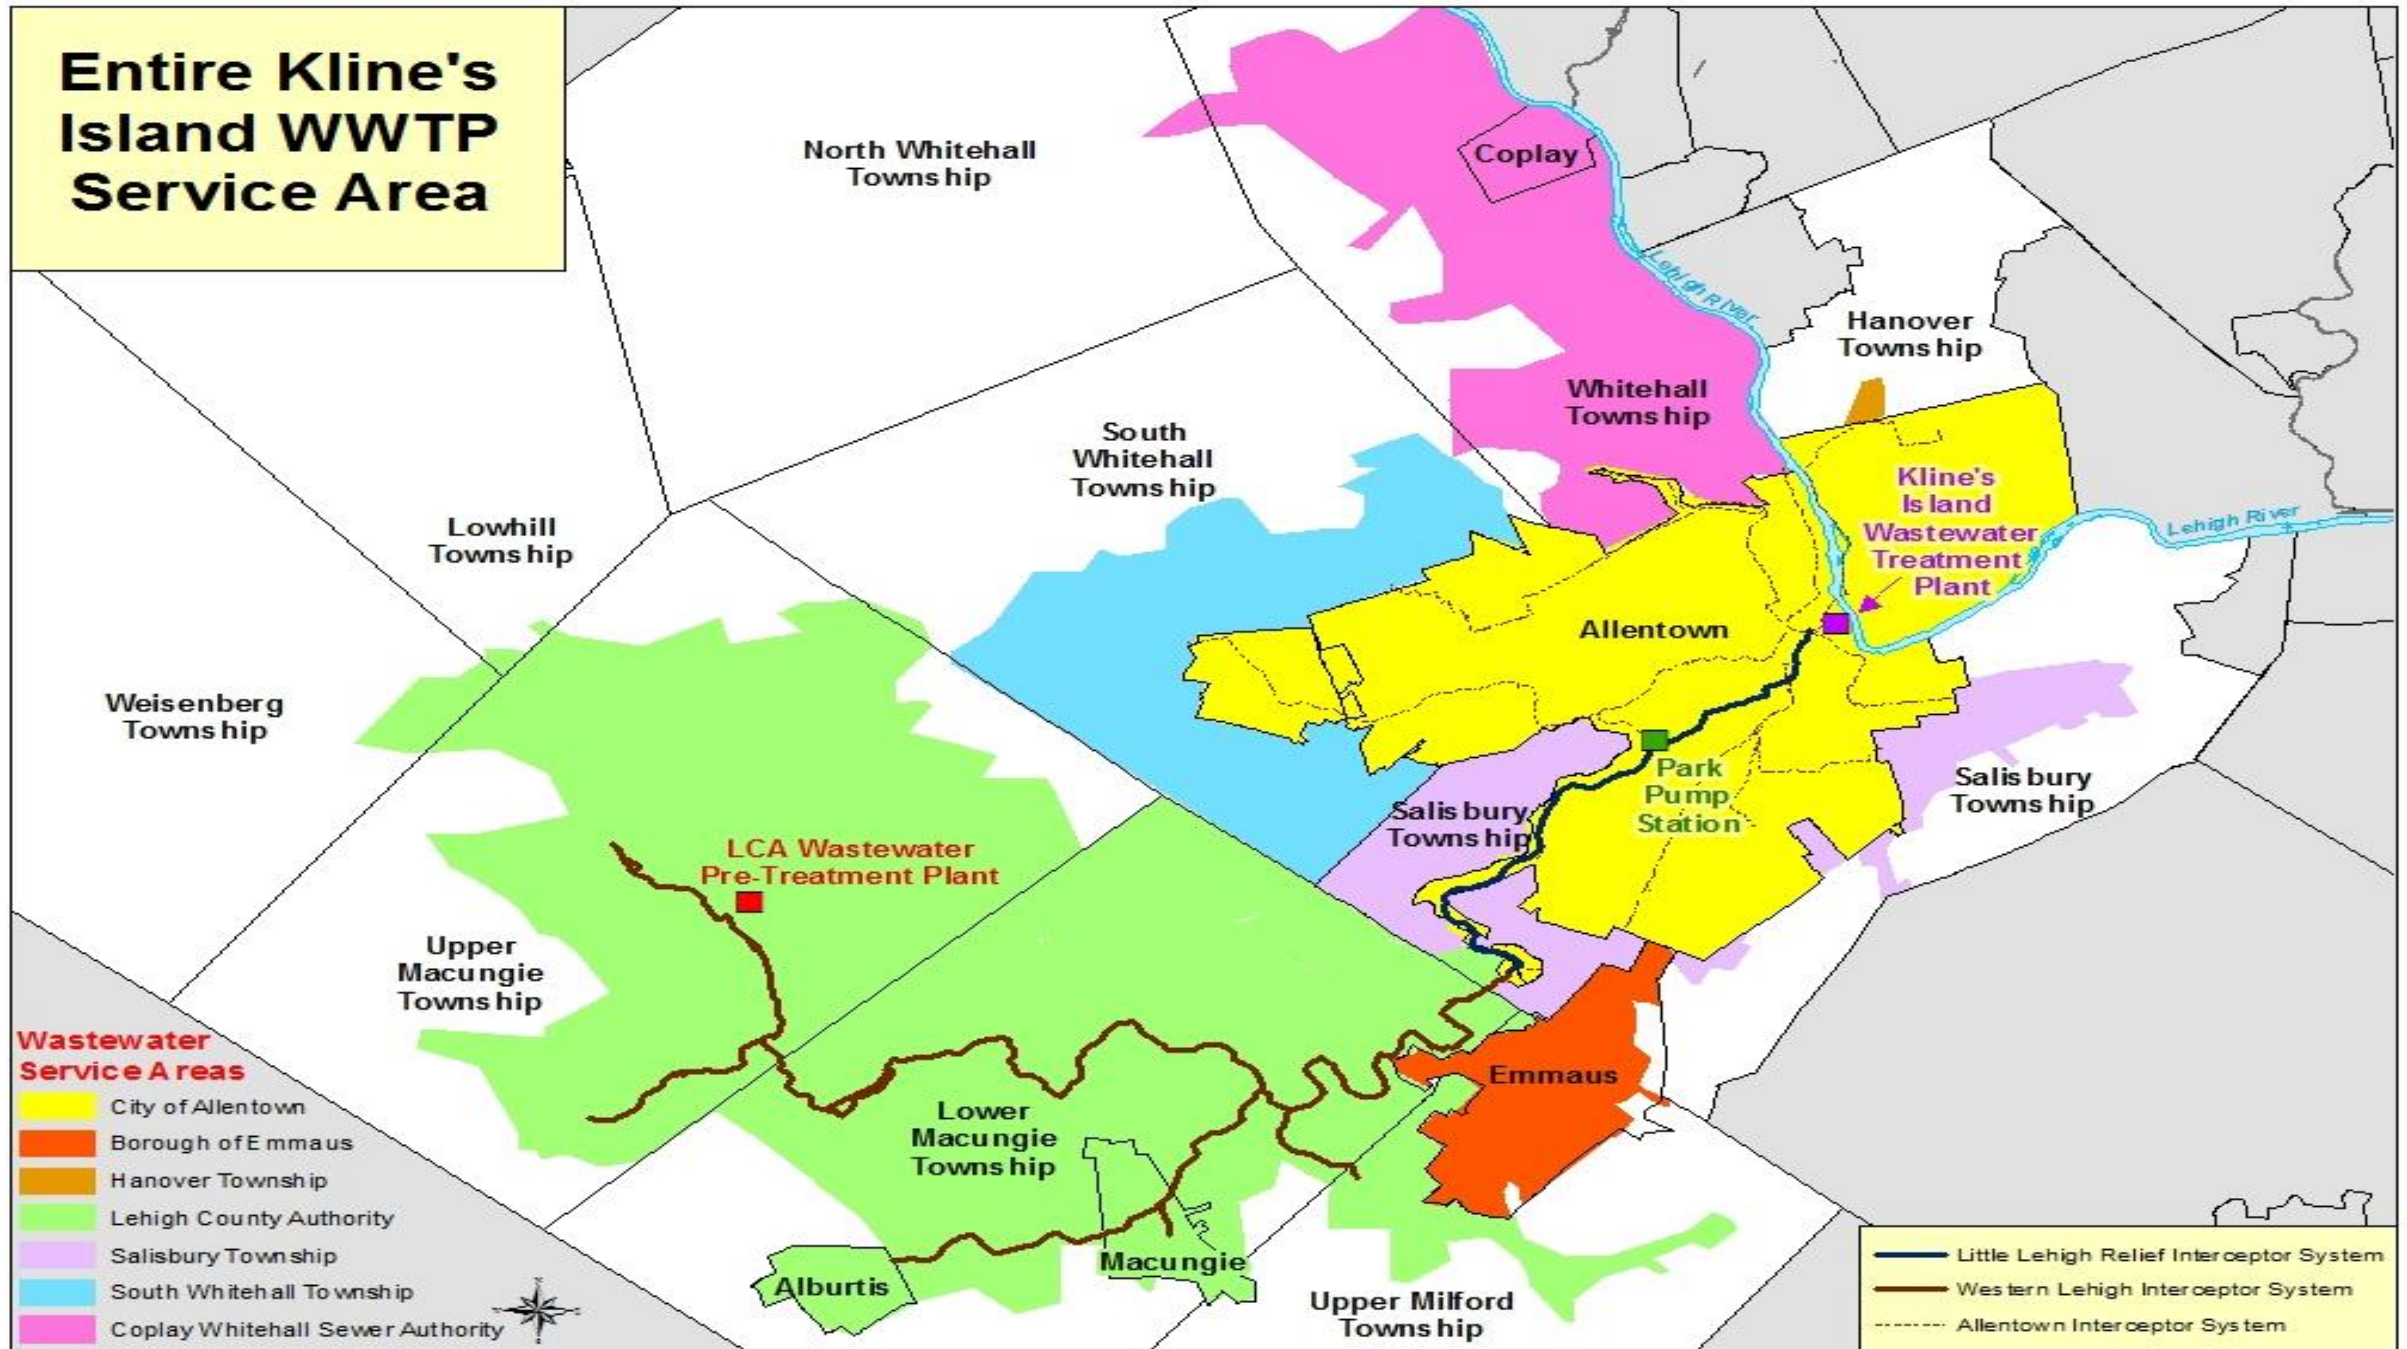 Entire Kline's
Island WWTP
Service Area
North Whitehall
Township
Coplay
Lehigh River
Hanover
Township
Whitehall
Township
South
Whitehall
Township
Kline's
Island
Wastewater
Treatment
Plant
Lehigh River
Lowhill
Township
Allentown
Weisenberg
Township
Park
Pump
Station
Salisbury
Township
Salisbury
Township
LCA Wastewater
Pre-Treatment Plant
Upper
Macungie
Township
Emmaus
Lower
Macungie
Township
Macungie
Alburtis
Upper Milford
Township
Wastewater
Service Areas
City of Allentown
Borough of Emmaus
Hanover Township
Lehigh County Authority
Salisbury Township
South Whitehall Township
Coplay Whitehall Sewer Authority
Little Lehigh Relief Interceptor System
Western Lehigh Interceptor System
Allentown Interceptor System